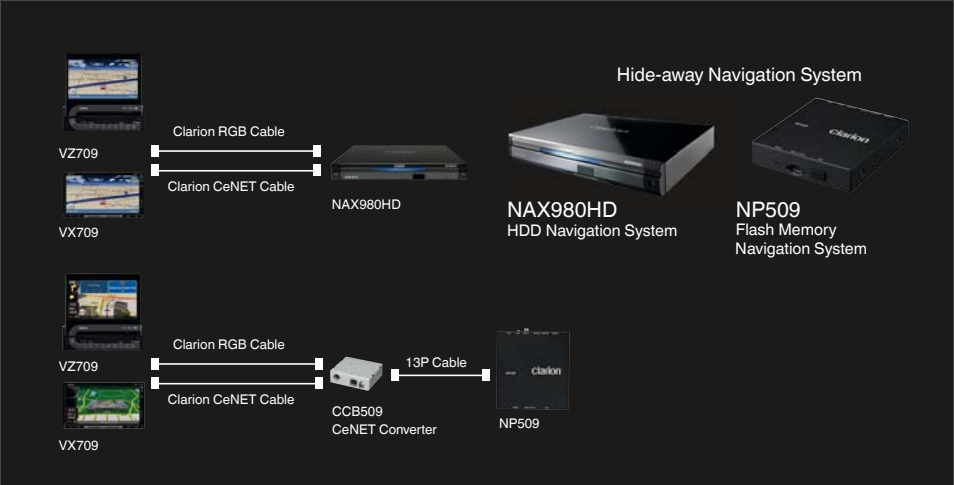 Hide-away Navigation System
Clarion RGB Cable
VZ709
Clarion CeNET Cable
VX709
NAX980HD
clarion
NAX980HD
HDD Navigation System
clarion
NP509
Flash Memory
Navigation System
Clarion RGB Cable
VZ709
Clarion CeNET Cable
VX709
CCB509
CeNET Converter
13P Cable
clarion
NP509